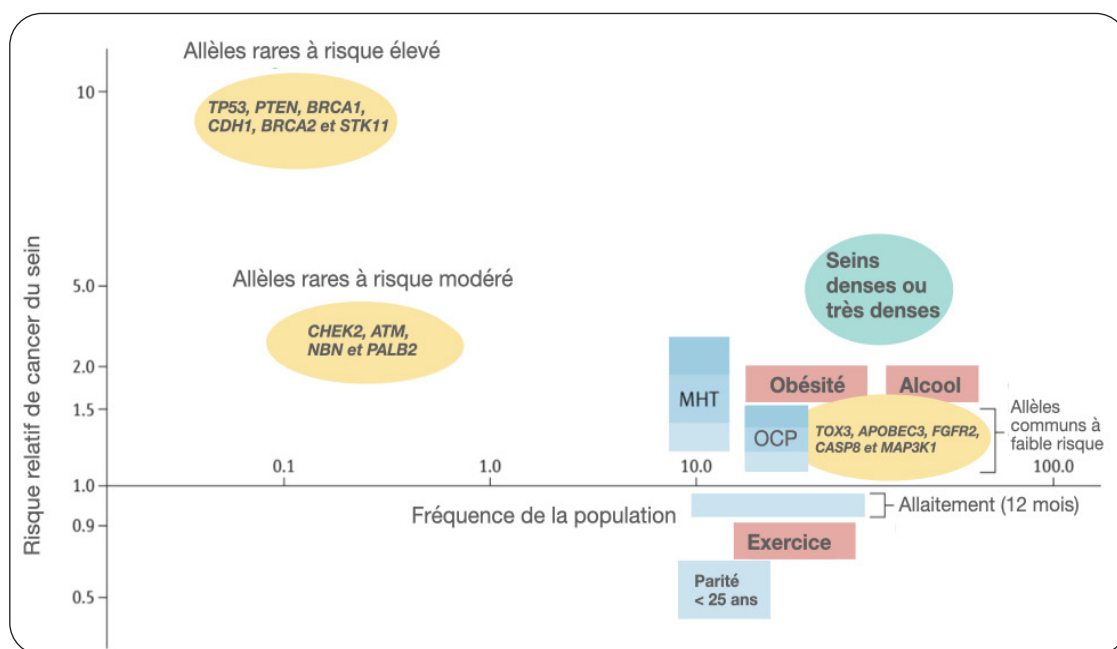 Allèles rares à risque élevé
10
TP53, PTEN, BRCA1,
CDH1, BRCA2 et STK11
Risque relatif de cancer du sein
Allèles rares à risque modéré
5.0
Seins
denses ou
très denses
CHEK2, ATM,
NBN et PALB2
2.0
MHT
Obésité
Alcool
1.5
OCP
TOX3, APOBEC3, FGFR2,
CASP8 et MAP3K1
Allèles
communs à
faible risque
0.1
1.0
10.0
100.0
1.0
Fréquence de la population
Allaitement (12 mois)
0.9
Exercice
Parité
< 25 ans
0.5